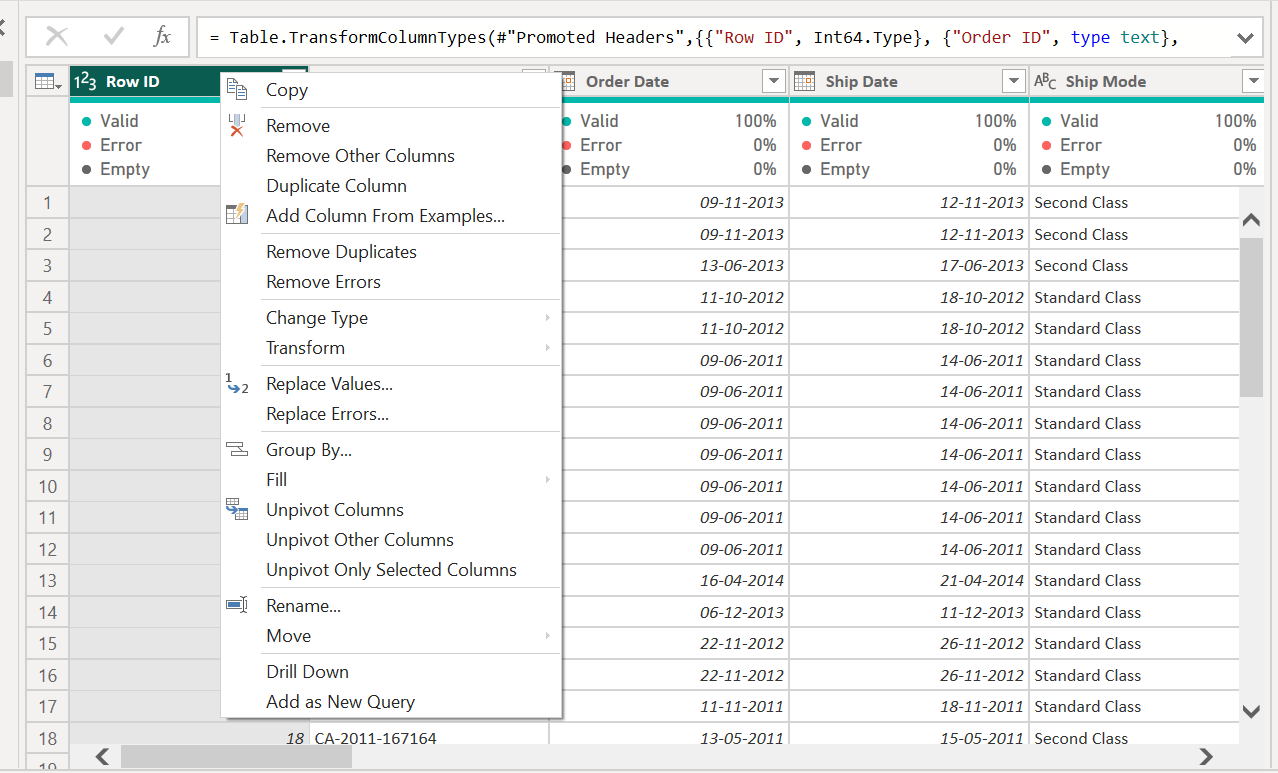 fx = Table.TransformColumnTypes(#"Promoted Headers",{{"Row ID", Int64.Type}, {"Order ID", type text},
123 Row ID Order Date Ship Date ABC Ship Mode
Valid Valid 100% Valid 100% Valid 100%
Error Error 0% Error 0% Error 0%
Empty Empty 0% Empty 0% Empty 0%
Copy
Remove
Remove Other Columns
Duplicate Column
Add Column From Examples...
Remove Duplicates
Remove Errors
Change Type
Transform
1 2 Replace Values...
Replace Errors...
Group By...
Fill
Unpivot Columns
Unpivot Other Columns
Unpivot Only Selected Columns
Rename...
Move
Drill Down
Add as New Query
1 09-11-2013 12-11-2013 Second Class
2 09-11-2013 12-11-2013 Second Class
3 13-06-2013 17-06-2013 Second Class
4 11-10-2012 18-10-2012 Standard Class
5 11-10-2012 18-10-2012 Standard Class
6 09-06-2011 14-06-2011 Standard Class
7 09-06-2011 14-06-2011 Standard Class
8 09-06-2011 14-06-2011 Standard Class
9 09-06-2011 14-06-2011 Standard Class
10 09-06-2011 14-06-2011 Standard Class
11 09-06-2011 14-06-2011 Standard Class
12 09-06-2011 14-06-2011 Standard Class
13 16-04-2014 21-04-2014 Standard Class
14 06-12-2013 11-12-2013 Standard Class
15 22-11-2012 26-11-2012 Standard Class
16 22-11-2012 26-11-2012 Standard Class
17 11-11-2011 18-11-2011 Standard Class
18 18 CA-2011-167164 13-05-2011 15-05-2011 Second Class
19